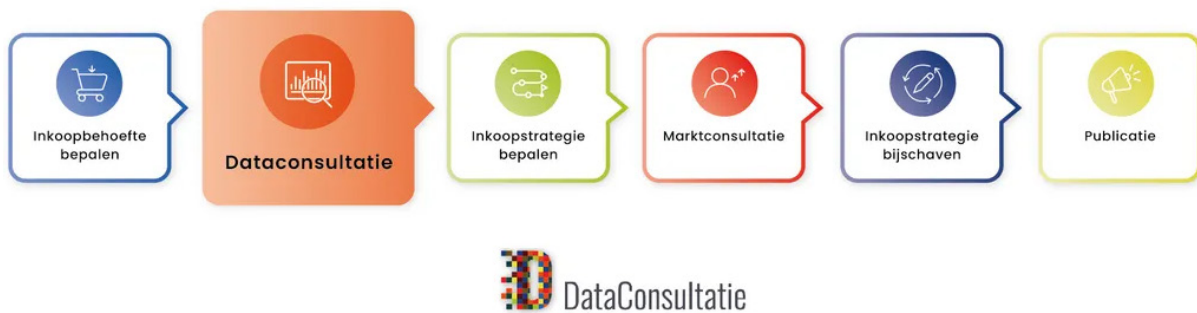 Inkoopbehoefte
bepalen
Dataconsultatie
Inkoopstrategie
bepalen
Marktconsultatie
Inkoopstrategie
bijschaven
Publicatie
DataConsultatie